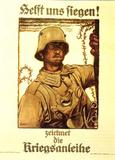 Helft uns siegen!
zeichnet
die
Kriegsanleihe